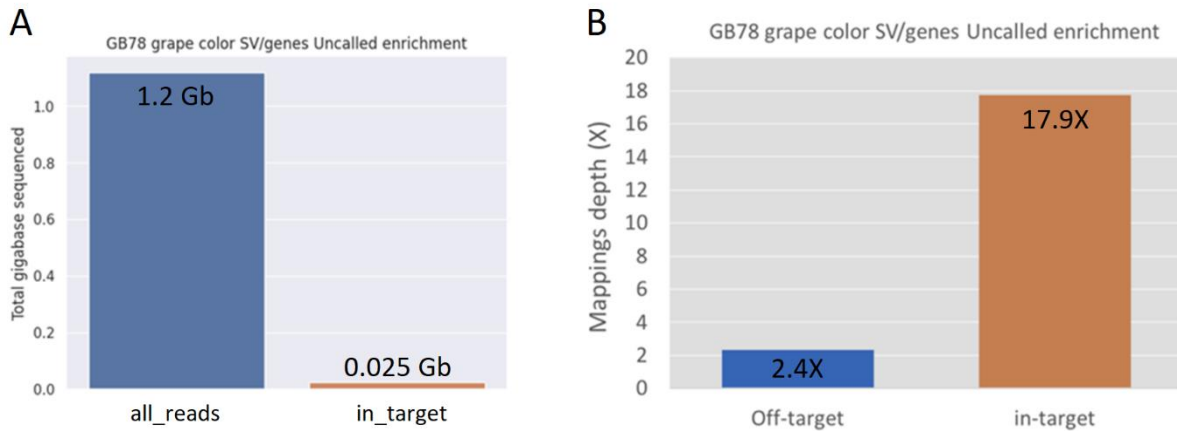 A
GB78 grape color SV/genes Uncalled enrichment
Total gigabase sequenced
1.0
0.8
0.6
0.4
0.2
0.0
1.2 Gb
0.025 Gb
all_reads
in_target
B
GB78 grape color SV/genes Uncalled enrichment
Mappings depth (X)
20
18
16
14
12
10
8
6
4
2
0
17.9X
2.4X
Off-target
in-target